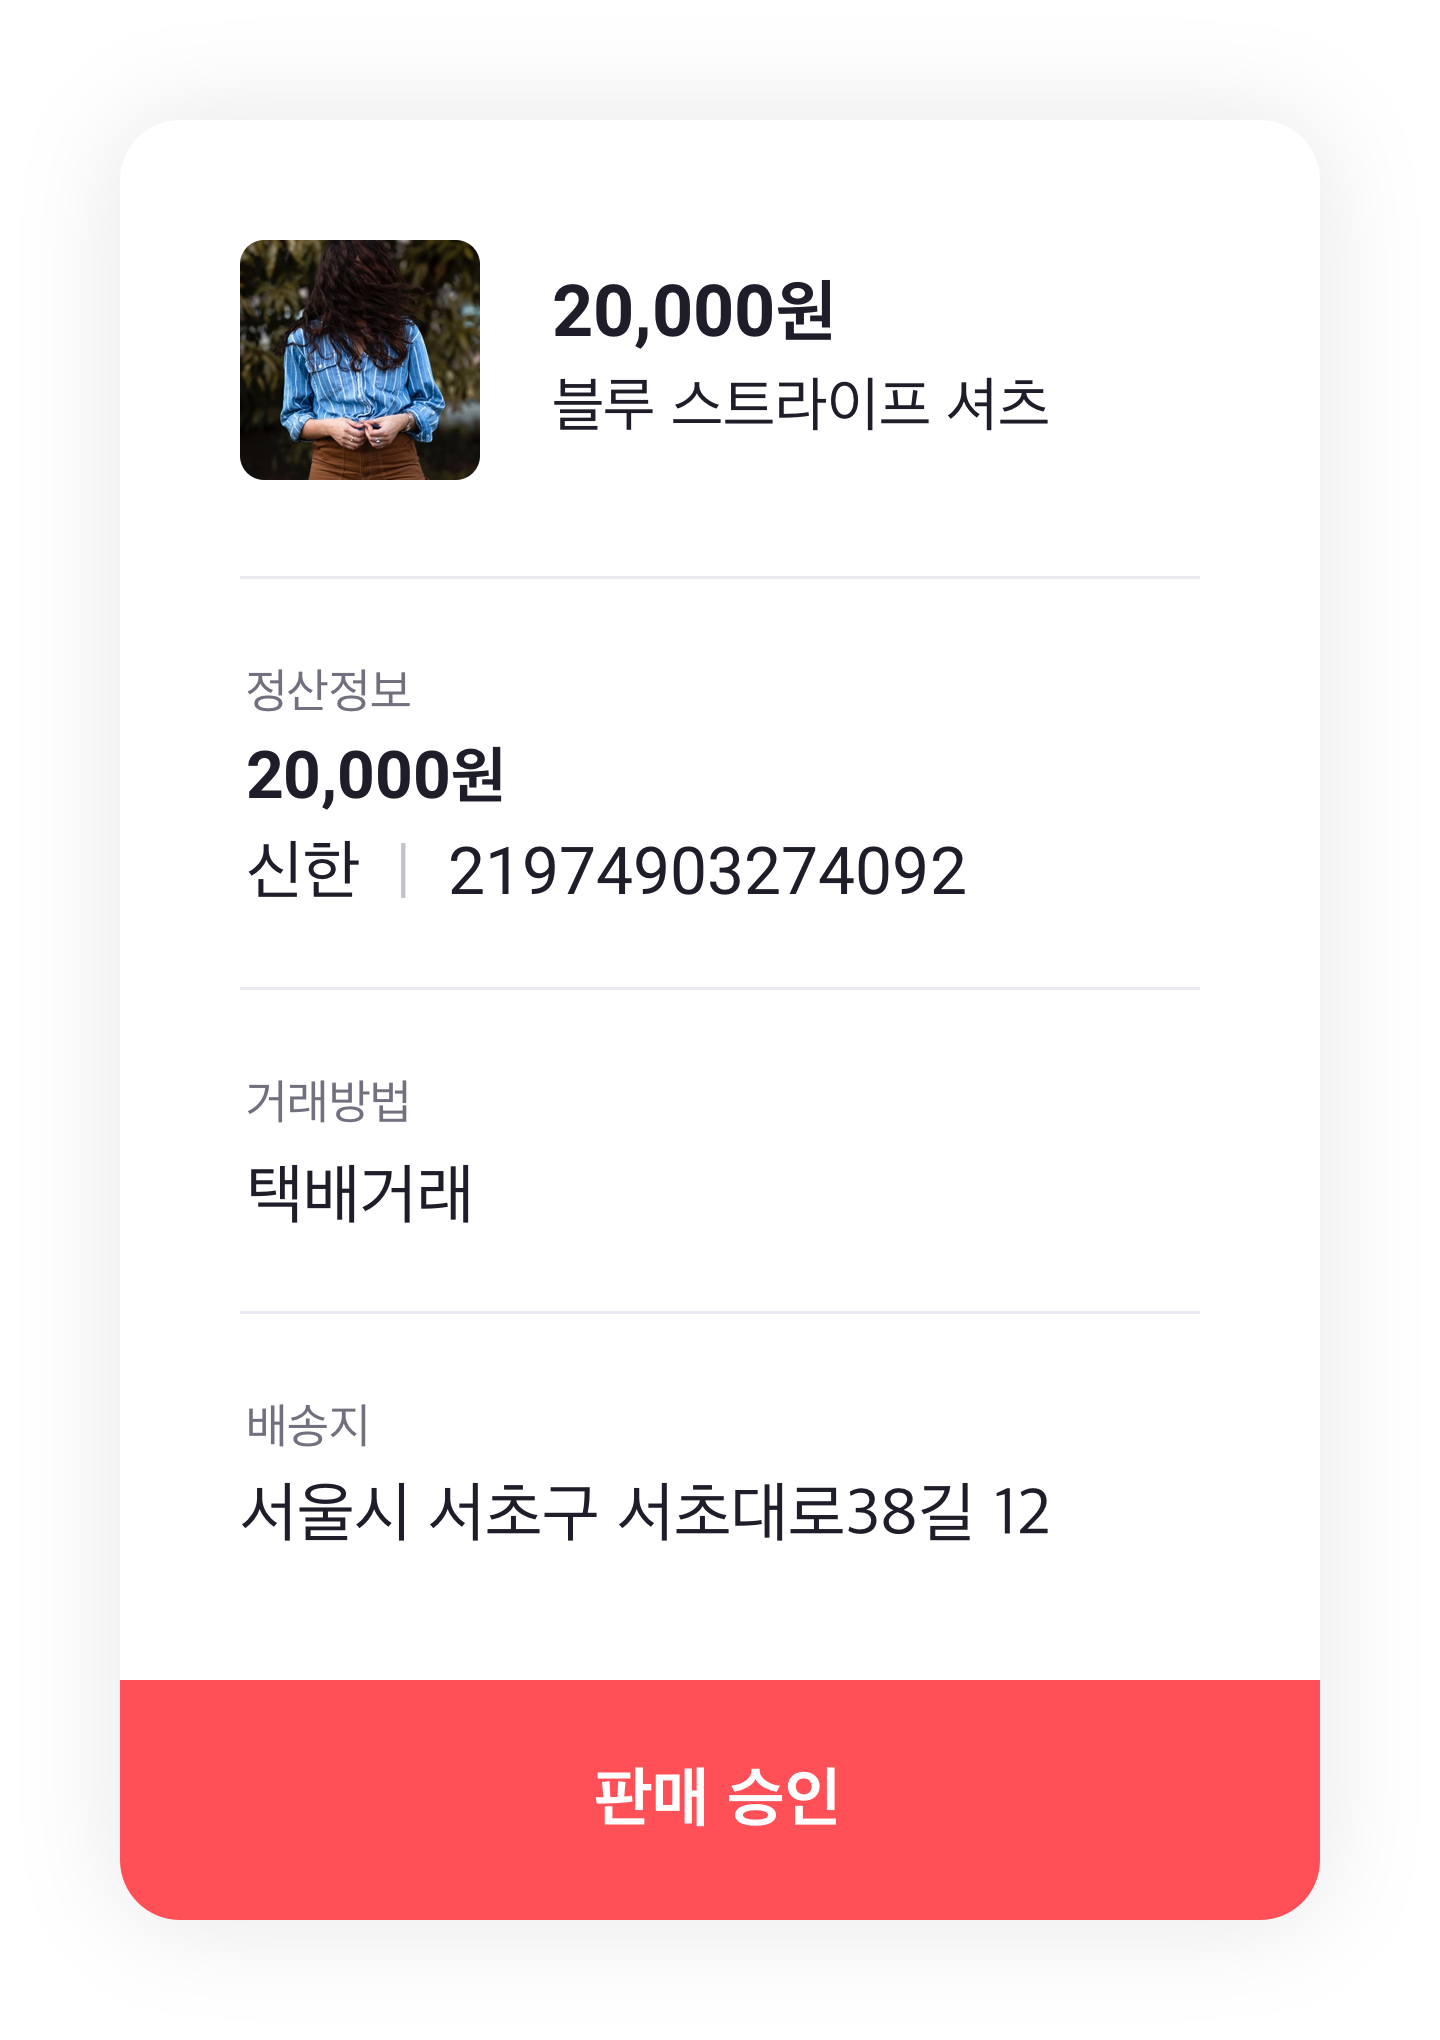 20,000원
블루 스트라이프 셔츠
정산정보
20,000원
신한 | 21974903274092
거래방법
택배거래
배송지
서울시 서초구 서초대로38길 12
판매 승인